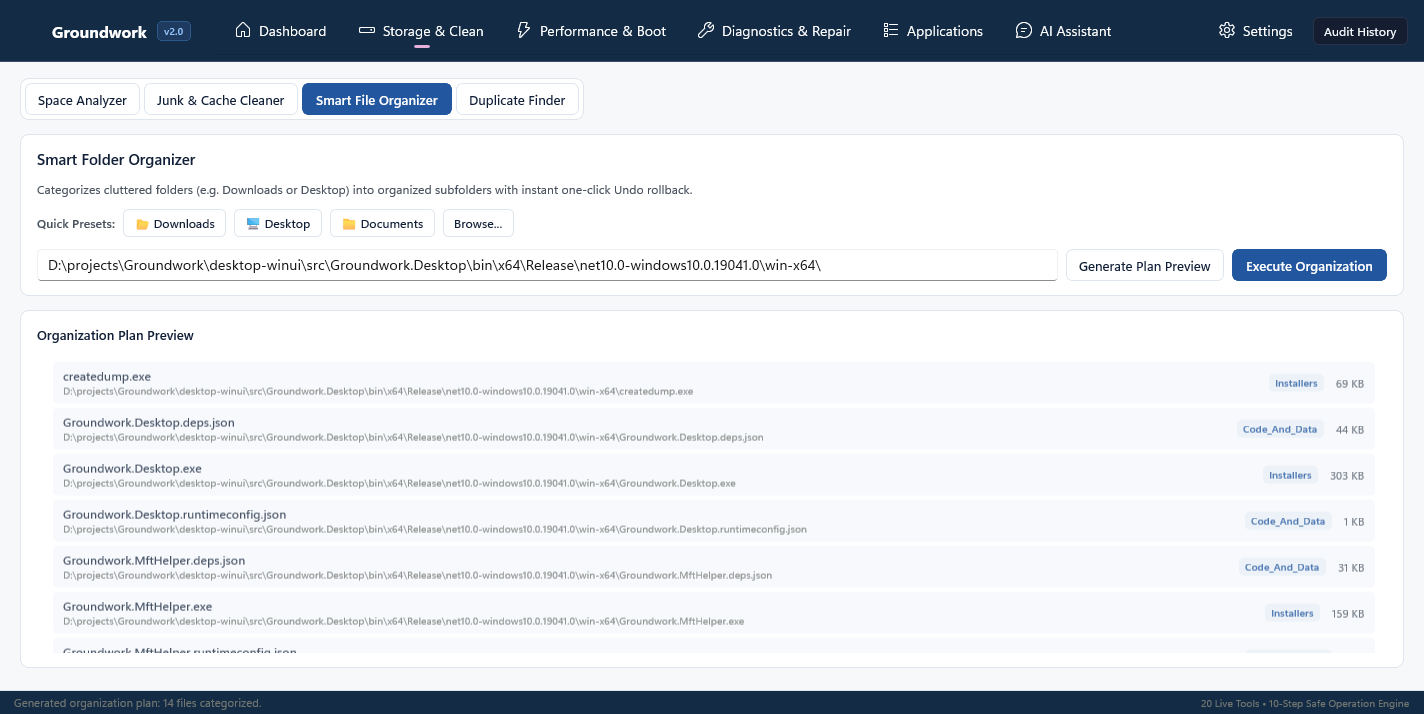 Groundwork v2.0 Dashboard Storage & Clean Performance & Boot Diagnostics & Repair Applications AI Assistant Settings Audit History
Space Analyzer Junk & Cache Cleaner Smart File Organizer Duplicate Finder
Smart Folder Organizer
Categorizes cluttered folders (e.g. Downloads or Desktop) into organized subfolders with instant one-click Undo rollback.
Quick Presets: Downloads Desktop Documents Browse...
D:\projects\Groundwork\desktop-winui\src\Groundwork.Desktop\bin\x64\Release\net10.0-windows10.0.19041.0\win-x64\ Generate Plan Preview Execute Organization
Organization Plan Preview
createdump.exe
D:\projects\Groundwork\desktop-winui\src\Groundwork.Desktop\bin\x64\Release\net10.0-windows10.0.19041.0\win-x64\createdump.exe
Installers 69 KB
Groundwork.Desktop.deps.json
D:\projects\Groundwork\desktop-winui\src\Groundwork.Desktop\bin\x64\Release\net10.0-windows10.0.19041.0\win-x64\Groundwork.Desktop.deps.json
Code_And_Data 44 KB
Groundwork.Desktop.exe
D:\projects\Groundwork\desktop-winui\src\Groundwork.Desktop\bin\x64\Release\net10.0-windows10.0.19041.0\win-x64\Groundwork.Desktop.exe
Installers 303 KB
Groundwork.Desktop.runtimeconfig.json
D:\projects\Groundwork\desktop-winui\src\Groundwork.Desktop\bin\x64\Release\net10.0-windows10.0.19041.0\win-x64\Groundwork.Desktop.runtimeconfig.json
Code_And_Data 1 KB
Groundwork.MftHelper.deps.json
D:\projects\Groundwork\desktop-winui\src\Groundwork.Desktop\bin\x64\Release\net10.0-windows10.0.19041.0\win-x64\Groundwork.MftHelper.deps.json
Code_And_Data 31 KB
Groundwork.MftHelper.exe
D:\projects\Groundwork\desktop-winui\src\Groundwork.Desktop\bin\x64\Release\net10.0-windows10.0.19041.0\win-x64\Groundwork.MftHelper.exe
Installers 159 KB
Groundwork.MftHelper.runtimeconfig.json
Generated organization plan: 14 files categorized. 20 Live Tools • 10-Step Safe Operation Engine